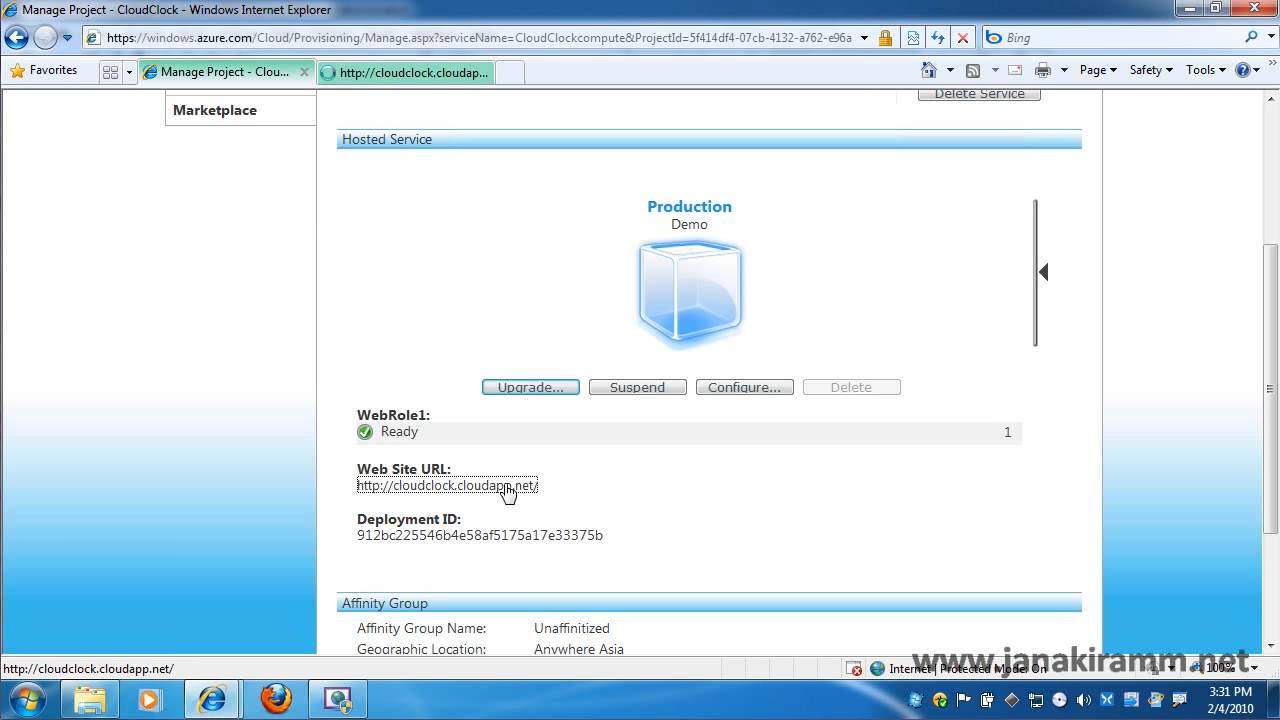 Manage Project - CloudClock - Windows Internet Explorer
https://windows.azure.com/Cloud/Provisioning/Manage.aspx?serviceName=CloudClockcompute&ProjectId=5f414df4-07cb-4132-a762-e96a
Bing
Favorites
Manage Project - Clou...
http://cloudclock.cloudap...
Page
Safety
Tools
Marketplace
Delete Service
Hosted Service
Production
Demo
Upgrade...
Suspend
Configure...
Delete
WebRole1:
Ready
1
Web Site URL:
http://cloudclock.cloudapp.net/
Deployment ID:
912bc225546b4e58af5175a17e33375b
Affinity Group
Affinity Group Name:
Unaffinitized
Geographic Location:
Anywhere Asia
www.janakiramm.net
http://cloudclock.cloudapp.net/
Internet | Protected Mode: On
100%
3:31 PM
2/4/2010